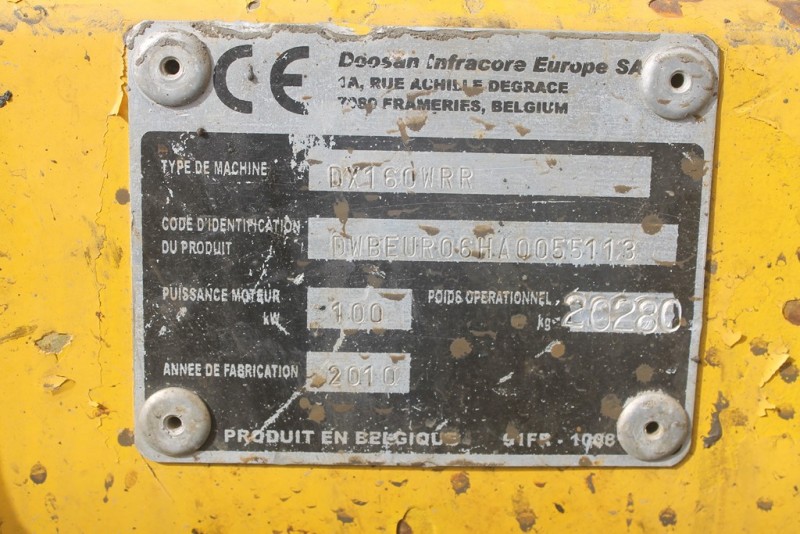 CE
Doosan Infracore Europe SA
1A, RUE ACHILLE DEGRACE
7080 FRAMERIES, BELGIUM
TYPE DE MACHINE DX160WRR
CODE D'IDENTIFICATION
DU PRODUIT DWBEUR06HA0055113
PUISSANCE MOTEUR
kW 100
POIDS OPERATIONNEL
kg 20280
ANNEE DE FABRICATION 2010
PRODUIT EN BELGIQUE